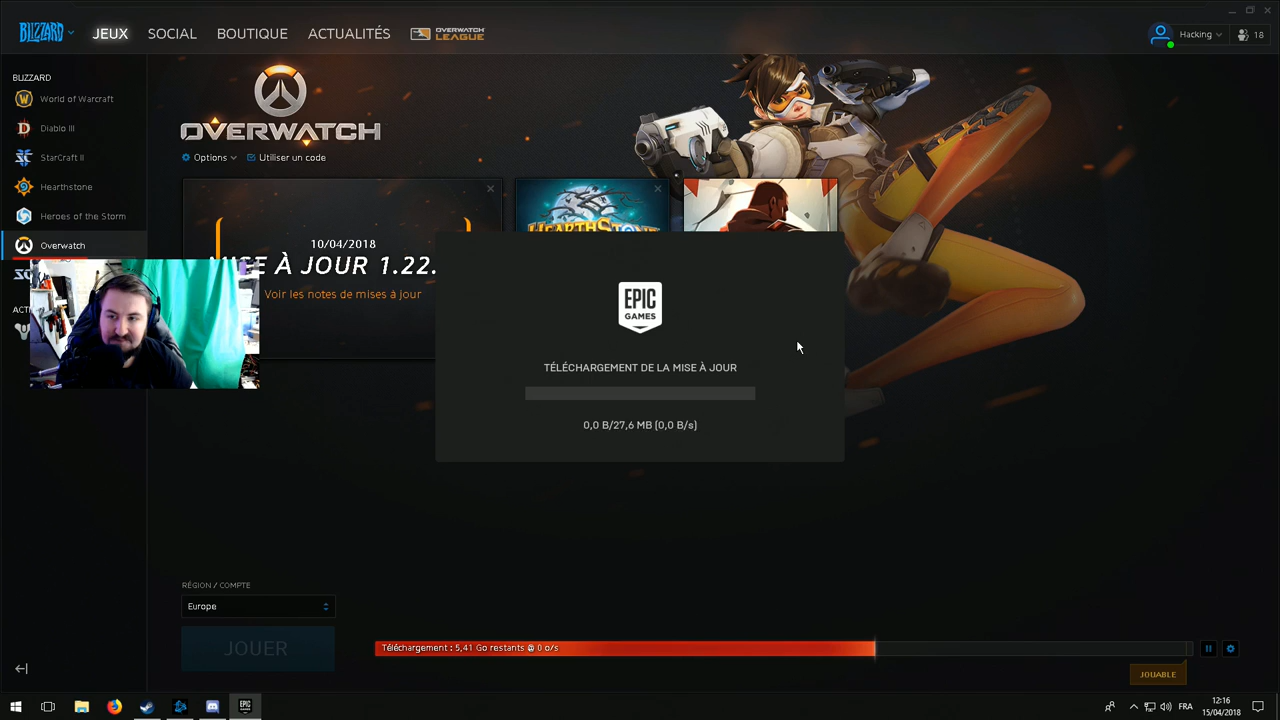 BLIZZARD
JEUX
SOCIAL
BOUTIQUE
ACTUALITÉS
OVERWATCH
LEAGUE
Hacking
18
BLIZZARD
World of Warcraft
Diablo III
StarCraft II
Hearthstone
Heroes of the Storm
Overwatch
OVERWATCH
Options
Utiliser un code
10/04/2018
MISE À JOUR 1.22.
Voir les notes de mises à jour
HEARTHSTONE
EPIC
GAMES
TÉLÉCHARGEMENT DE LA MISE À JOUR
0,0 B/27,6 MB (0,0 B/s)
RÉGION / COMPTE
Europe
JOUER
Téléchargement : 5,41 Go restants @ 0 o/s
JOUABLE
EPIC
GAMES
FRA
12:16
15/04/2018